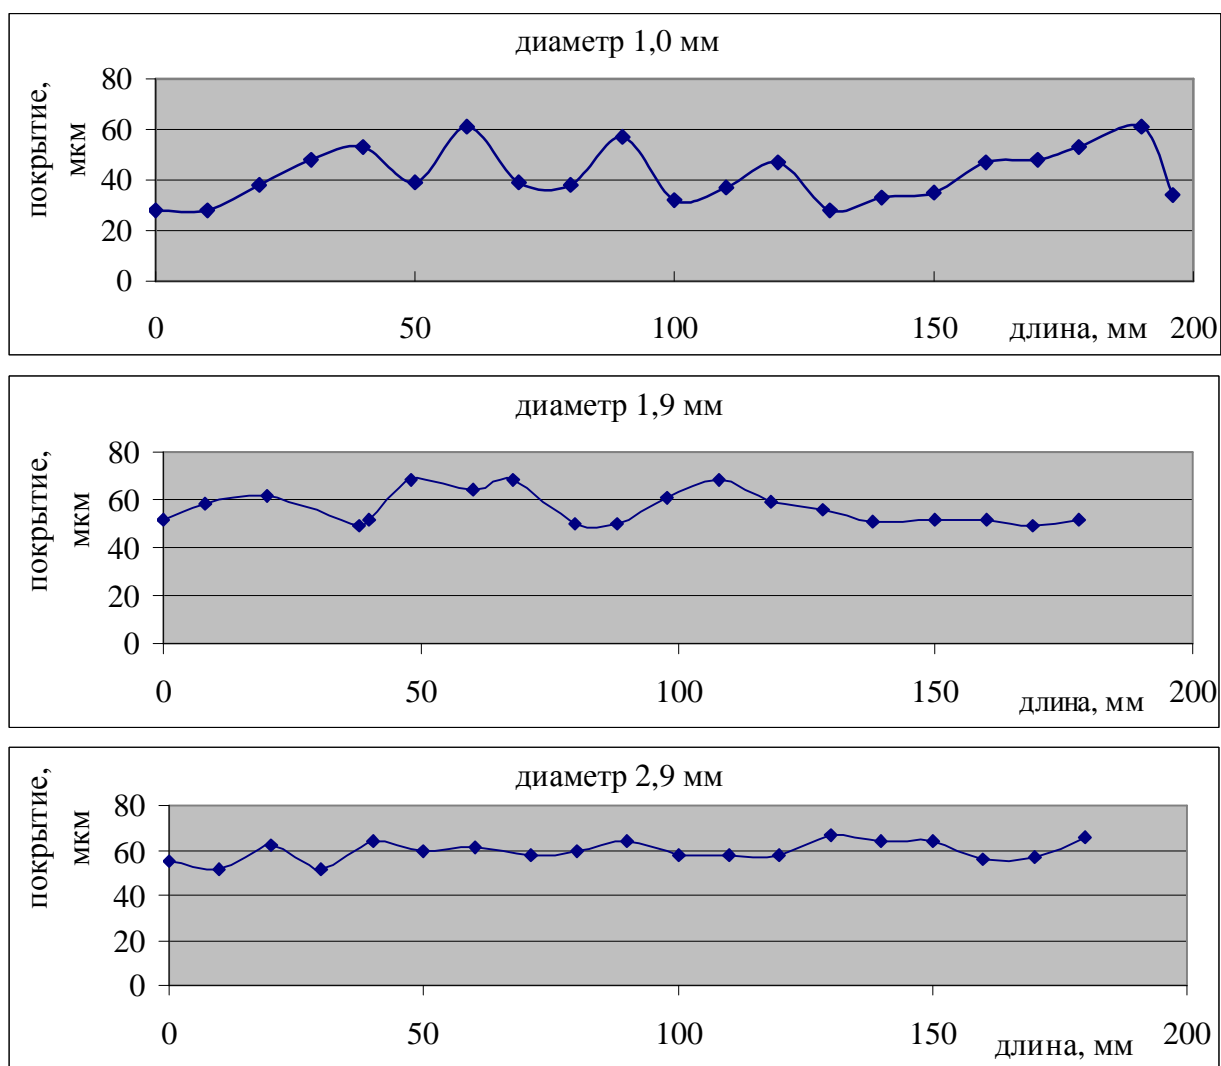 диаметр 1,0 мм
покрытие,
мкм
80
60
40
20
0
0 50 100 150 длина, мм 200
диаметр 1,9 мм
покрытие,
мкм
80
60
40
20
0
0 50 100 150 длина, мм 200
диаметр 2,9 мм
покрытие,
мкм
80
60
40
20
0
0 50 100 150 длина, мм 200